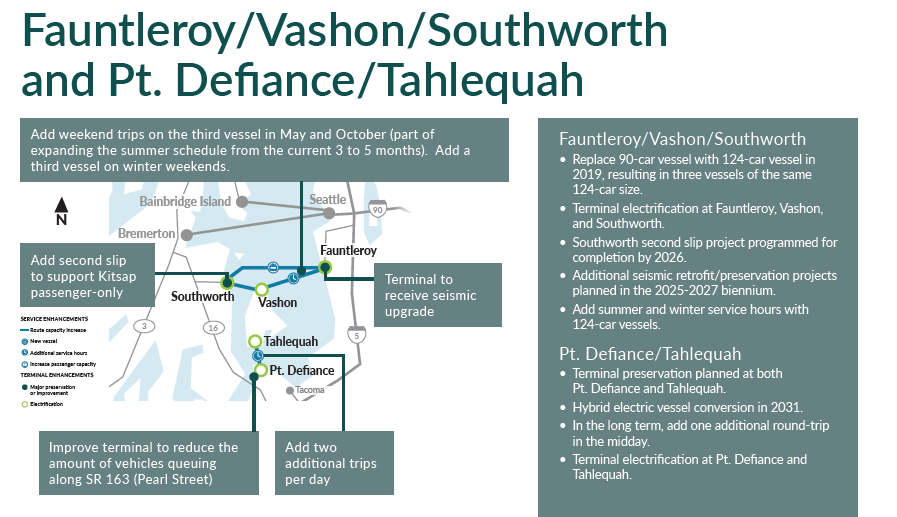 Fauntleroy/Vashon/Southworth
and Pt. Defiance/Tahlequah
Add weekend trips on the third vessel in May and October (part of
expanding the summer schedule from the current 3 to 5 months).  Add a
third vessel on winter weekends.
N
Bainbridge Island
Seattle
90
Bremerton
Fauntleroy
Add second slip
to support Kitsap
passenger-only
Terminal to
receive seismic
upgrade
Southworth
Vashon
SERVICE ENHANCEMENTS
Route capacity increase
New vessel
Additional service hours
Increase passenger capacity
TERMINAL ENHANCEMENTS
Major preservation
or improvement
Electrification
3
16
5
Tahlequah
Pt. Defiance
Tacoma
Improve terminal to reduce the
amount of vehicles queuing
along SR 163 (Pearl Street)
Add two
additional trips
per day
Fauntleroy/Vashon/Southworth
• Replace 90-car vessel with 124-car vessel in
2019, resulting in three vessels of the same
124-car size.
• Terminal electrification at Fauntleroy, Vashon,
and Southworth.
• Southworth second slip project programmed for
completion by 2026.
• Additional seismic retrofit/preservation projects
planned in the 2025-2027 biennium.
• Add summer and winter service hours with
124-car vessels.
Pt. Defiance/Tahlequah
• Terminal preservation planned at both
Pt. Defiance and Tahlequah.
• Hybrid electric vessel conversion in 2031.
• In the long term, add one additional round-trip
in the midday.
• Terminal electrification at Pt. Defiance and
Tahlequah.